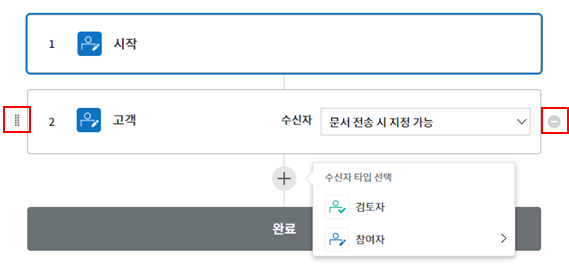 1 시작
2 고객 수신자 문서 전송 시 지정 가능
수신자 타입 선택
검토자
참여자
완료